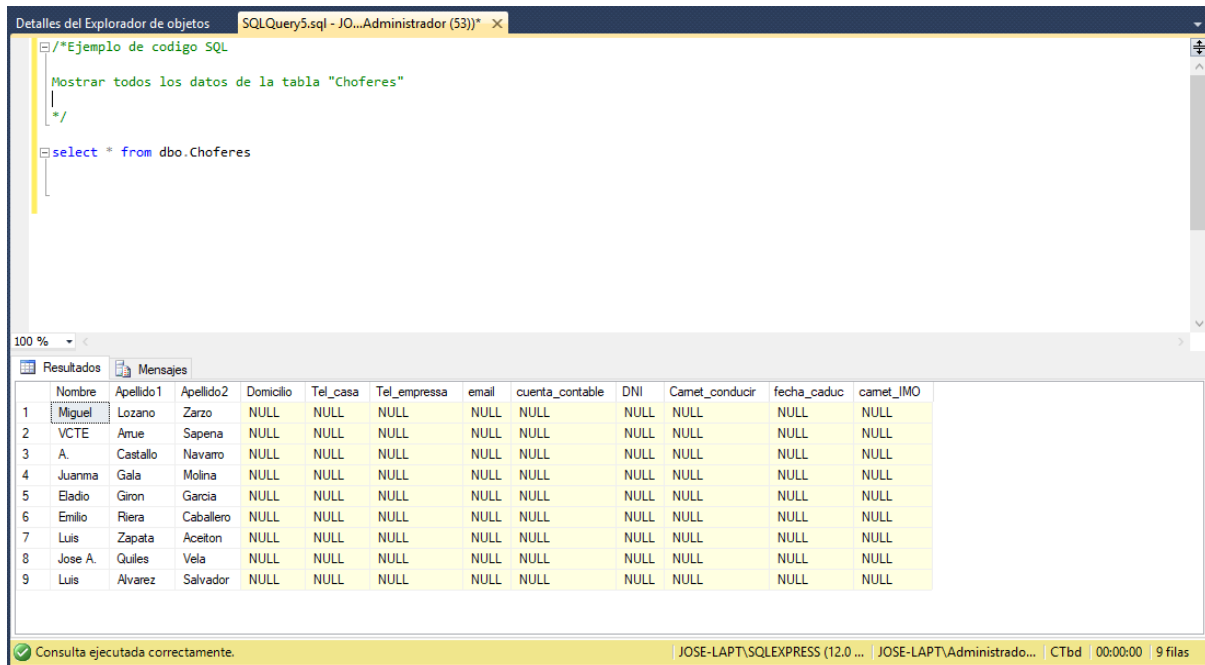 Detalles del Explorador de objetos SQLQuery5.sql - JO...Administrador (53))* ×
/*Ejemplo de codigo SQL
Mostrar todos los datos de la tabla "Choferes"
*/
select * from dbo.Choferes
100 %
Resultados Mensajes
Nombre Apellido1 Apellido2 Domicilio Tel_casa Tel_empressa email cuenta_contable DNI Carnet_conducir fecha_caduc carnet_IMO
1 Miguel Lozano Zarzo NULL NULL NULL NULL NULL NULL NULL NULL NULL
2 VCTE Arrue Sapena NULL NULL NULL NULL NULL NULL NULL NULL NULL
3 A. Castallo Navarro NULL NULL NULL NULL NULL NULL NULL NULL NULL
4 Juanma Gala Molina NULL NULL NULL NULL NULL NULL NULL NULL NULL
5 Eladio Giron Garcia NULL NULL NULL NULL NULL NULL NULL NULL NULL
6 Emilio Riera Caballero NULL NULL NULL NULL NULL NULL NULL NULL NULL
7 Luis Zapata Aceiton NULL NULL NULL NULL NULL NULL NULL NULL NULL
8 Jose A. Quiles Vela NULL NULL NULL NULL NULL NULL NULL NULL NULL
9 Luis Alvarez Salvador NULL NULL NULL NULL NULL NULL NULL NULL NULL
Consulta ejecutada correctamente. JOSE-LAPT\SQLEXPRESS (12.0 ... JOSE-LAPT\Administrado... CTbd 00:00:00 9 filas